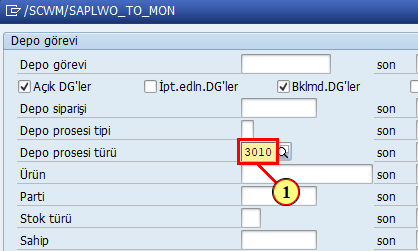 /SCWM/SAPLWO_TO_MON
Depo görevi
Depo görevi son
Açık DG'ler İpt.edln.DG'ler Bklmd.DG'ler
Depo siparişi son
Depo prosesi tipi son
Depo prosesi türü 3010 son
Ürün son
1
Parti son
Stok türü son
Sahip son